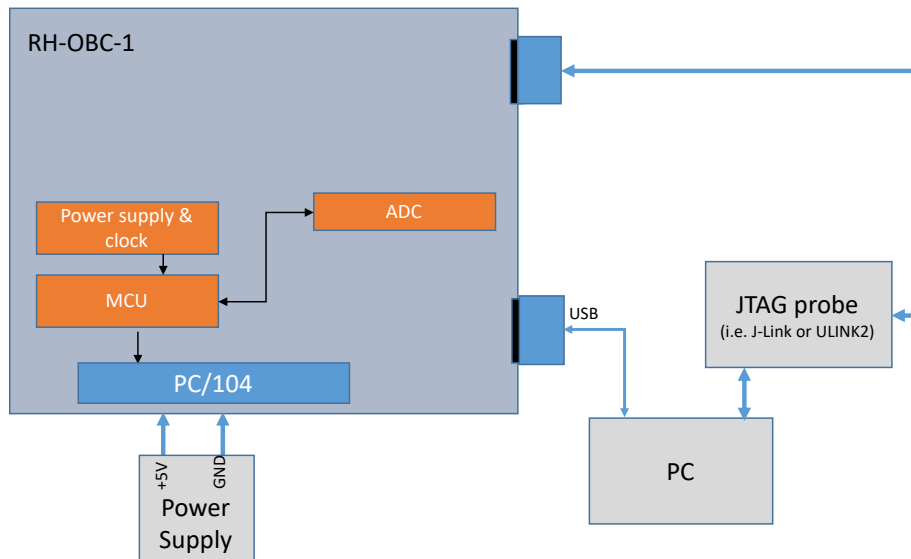 RH-OBC-1
Power supply &
clock
ADC
MCU
PC/104
USB
JTAG probe
(i.e. J-Link or ULINK2)
PC
+5V
GND
Power
Supply